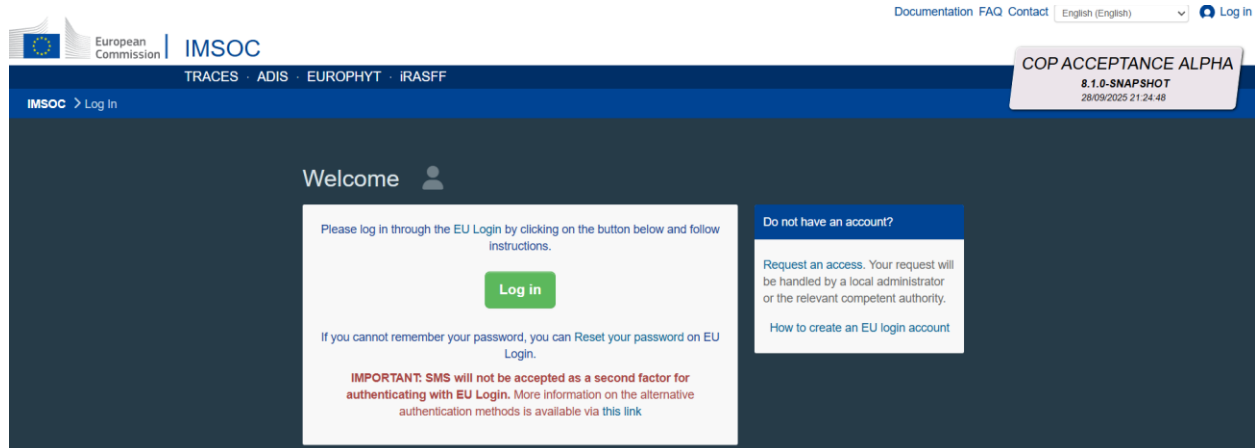 Documentation FAQ Contact English (English) Log in
European
Commission
IMSOC
COP ACCEPTANCE ALPHA
8.1.0-SNAPSHOT
28/09/2025 21:24:48
TRACES · ADIS · EUROPHYT · iRASFF
IMSOC > Log In
Welcome
Please log in through the EU Login by clicking on the button below and follow
instructions.
Log in
If you cannot remember your password, you can Reset your password on EU
Login.
IMPORTANT: SMS will not be accepted as a second factor for
authenticating with EU Login. More information on the alternative
authentication methods is available via this link
Do not have an account?
Request an access. Your request will
be handled by a local administrator
or the relevant competent authority.
How to create an EU login account